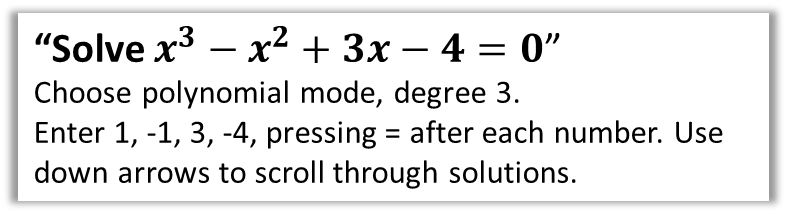 “Solve x³ − x² + 3x − 4 = 0”
Choose polynomial mode, degree 3.
Enter 1, -1, 3, -4, pressing = after each number. Use
down arrows to scroll through solutions.